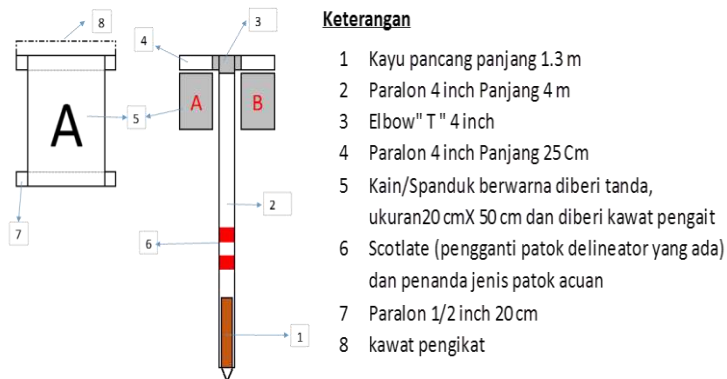 8
3
4
A
A
B
5
2
7
6
1
Keterangan
1 Kayu pancang panjang 1.3 m
2 Paralon 4 inch Panjang 4 m
3 Elbow" T " 4 inch
4 Paralon 4 inch Panjang 25 Cm
5 Kain/Spanduk berwarna diberi tanda,
ukuran20 cmX 50 cm dan diberi kawat pengait
6 Scotlate (pengganti patok delineator yang ada)
dan penanda jenis patok acuan
7 Paralon 1/2 inch 20 cm
8 kawat pengikat